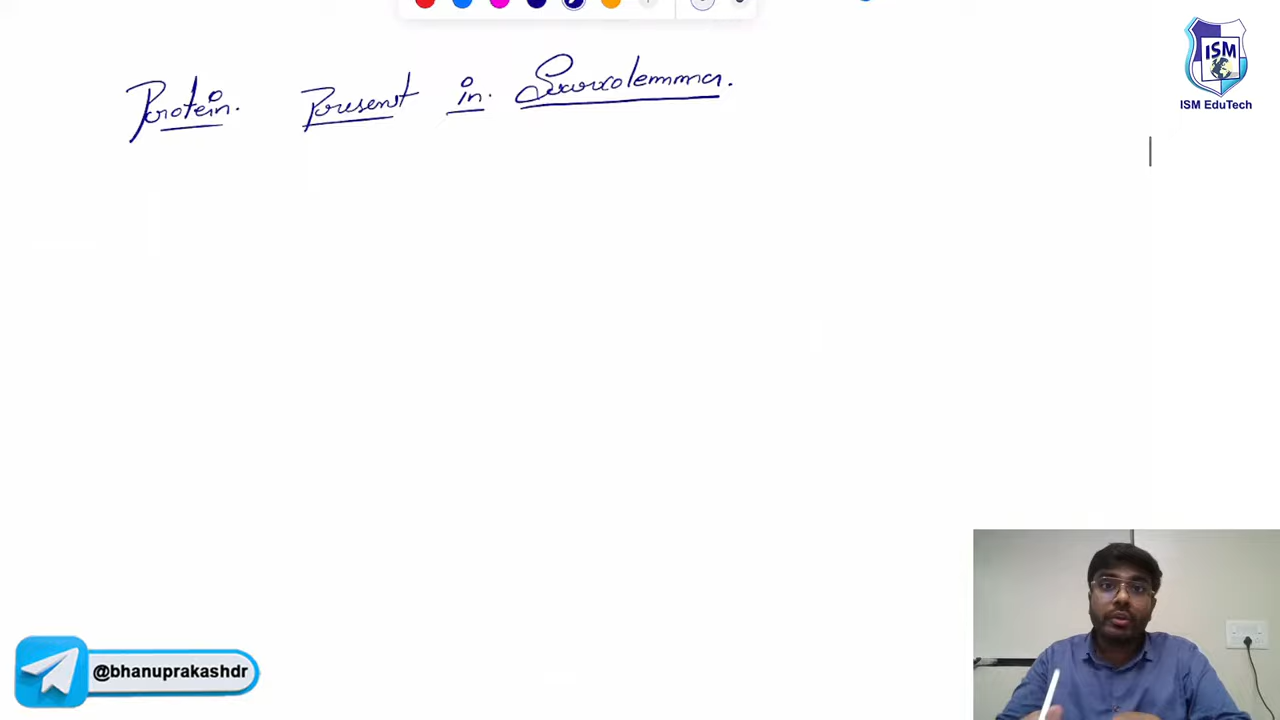 Protein. Present in. Sarcolemma.
ISM
ISM EduTech
@bhanuprakashdr